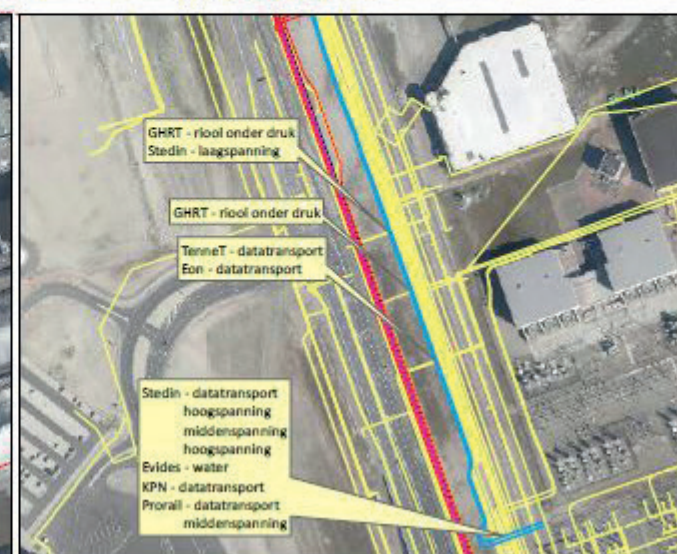 GHRT - riool onder druk
Stedin - laagspanning
GHRT - riool onder druk
TenneT - datatransport
Eon - datatransport
Stedin - datatransport
hoogspanning
middenspanning
hoogspanning
Evides - water
KPN - datatransport
Prorail - datatransport
middenspanning